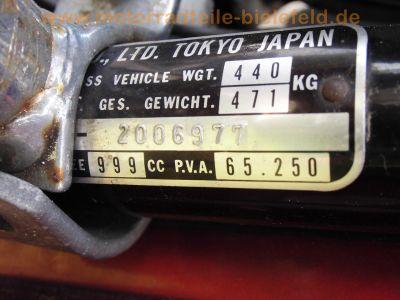 www.motorradteile-bielefeld.de
., LTD. TOKYO JAPAN
SS VEHICLE WGT. 440 KG
T. GES. GEWICHT. 471
- 2006977
EE 999 CC P.V.A. 65.250